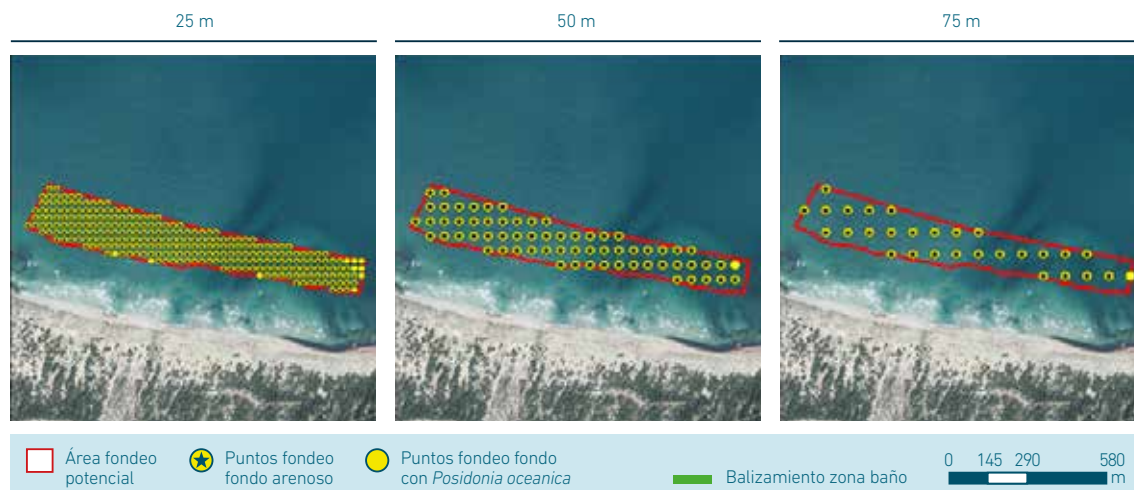 25 m
50 m
75 m
Área fondeo
potencial
Puntos fondeo
fondo arenoso
Puntos fondeo fondo
con Posidonia oceanica
Balizamiento zona baño
0 145 290 580
m